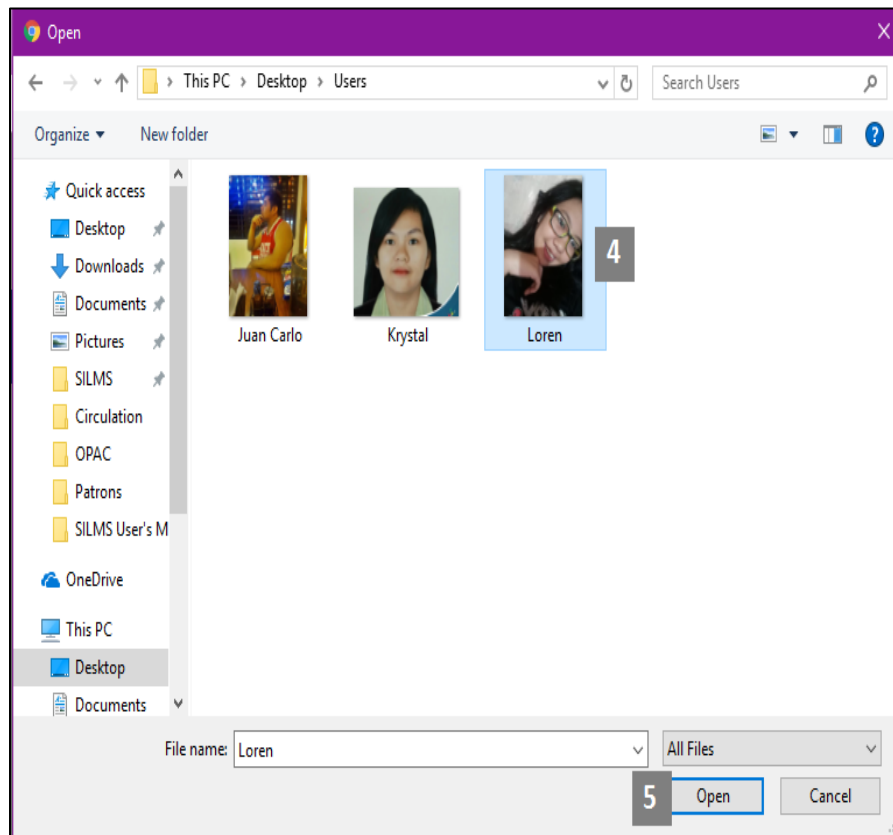 Open
This PC > Desktop > Users
Search Users
Organize
New folder
Quick access
Desktop
Downloads
Documents
Pictures
SILMS
Circulation
OPAC
Patrons
SILMS User's M
OneDrive
This PC
Desktop
Documents
Juan Carlo
Krystal
Loren
4
File name: Loren
All Files
5
Open
Cancel